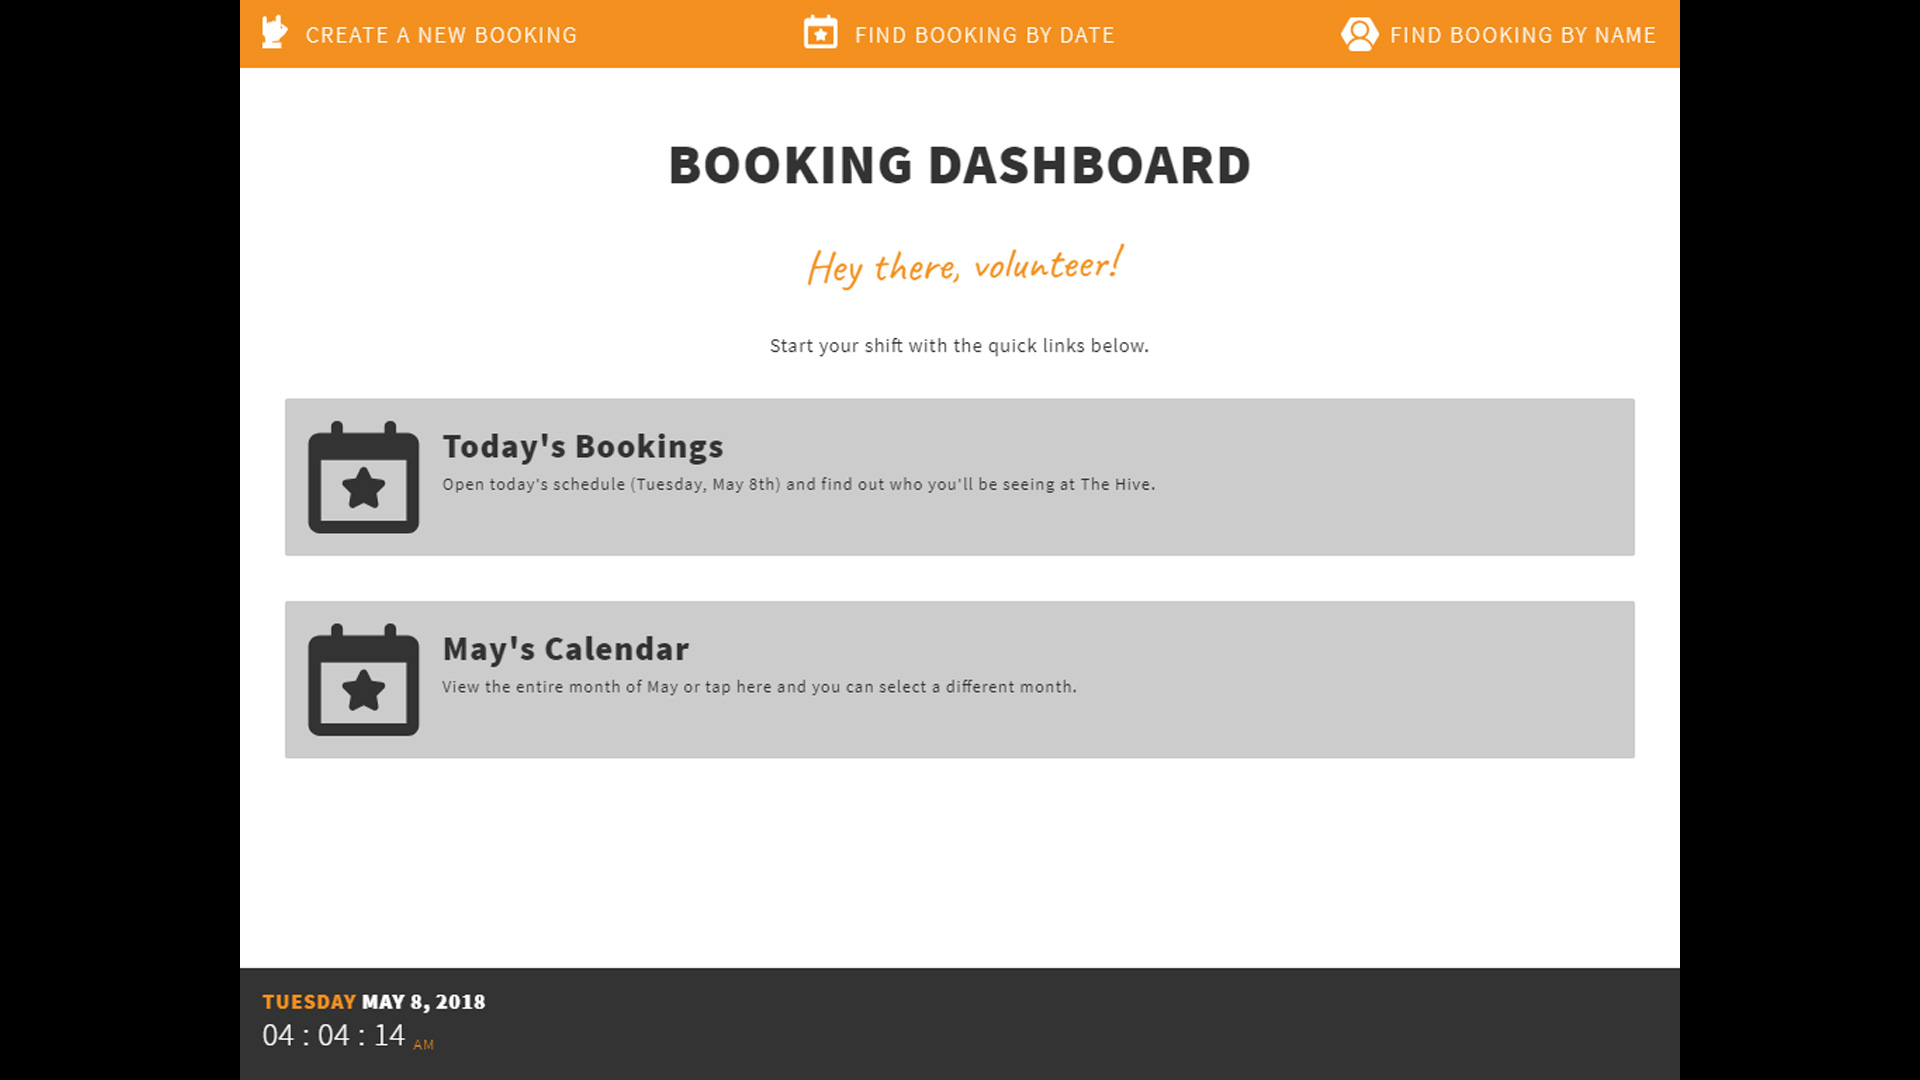 CREATE A NEW BOOKING
FIND BOOKING BY DATE
FIND BOOKING BY NAME
BOOKING DASHBOARD
Hey there, volunteer!
Start your shift with the quick links below.
Today's Bookings
Open today's schedule (Tuesday, May 8th) and find out who you'll be seeing at The Hive.
May's Calendar
View the entire month of May or tap here and you can select a different month.
TUESDAY MAY 8, 2018
04 : 04 : 14 AM